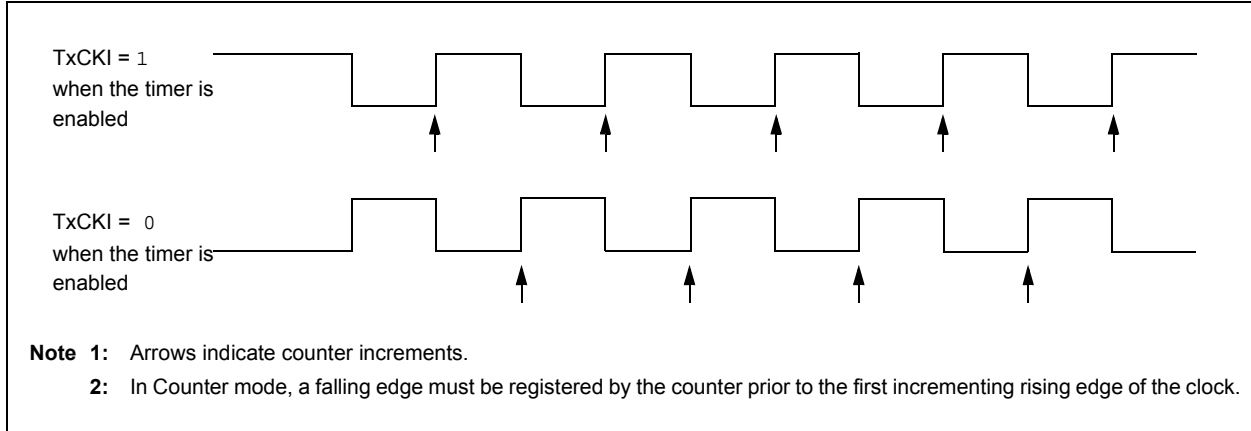 TxCKI = 1
when the timer is
enabled
TxCKI = 0
when the timer is
enabled
Note 1: Arrows indicate counter increments.
2: In Counter mode, a falling edge must be registered by the counter prior to the first incrementing rising edge of the clock.